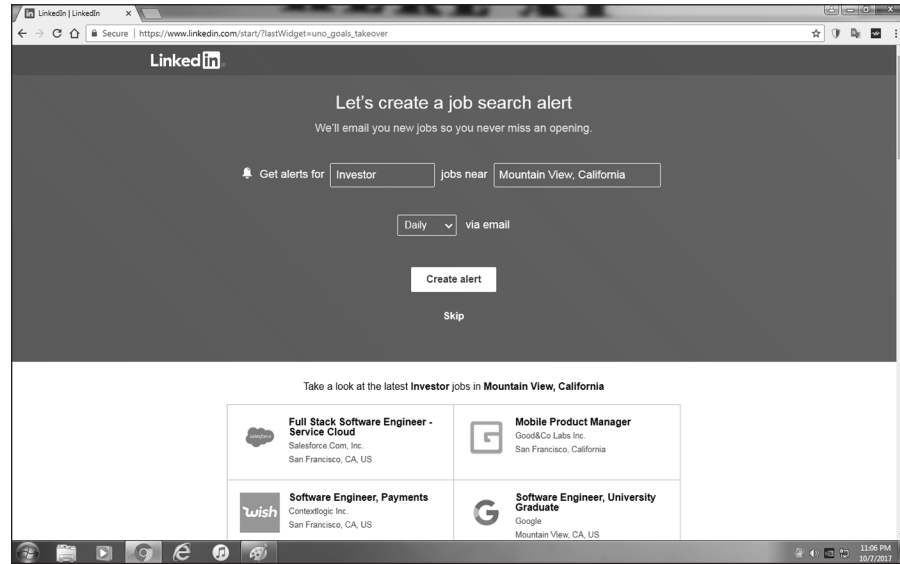 LinkedIn | LinkedIn
Secure | https://www.linkedin.com/start/?lastWidget=uno_goals_takeover
Linked in
Let's create a job search alert
We'll email you new jobs so you never miss an opening.
Get alerts for Investor jobs near Mountain View, California
Daily via email
Create alert
Skip
Take a look at the latest Investor jobs in Mountain View, California
Full Stack Software Engineer -
Service Cloud
Salesforce.Com, Inc.
San Francisco, CA, US
Mobile Product Manager
Good&Co Labs Inc.
San Francisco, California
wish
Software Engineer, Payments
Contextlogic Inc.
San Francisco, CA, US
Software Engineer, University
Graduate
Google
Mountain View, CA, US
11:06 PM
10/7/2017